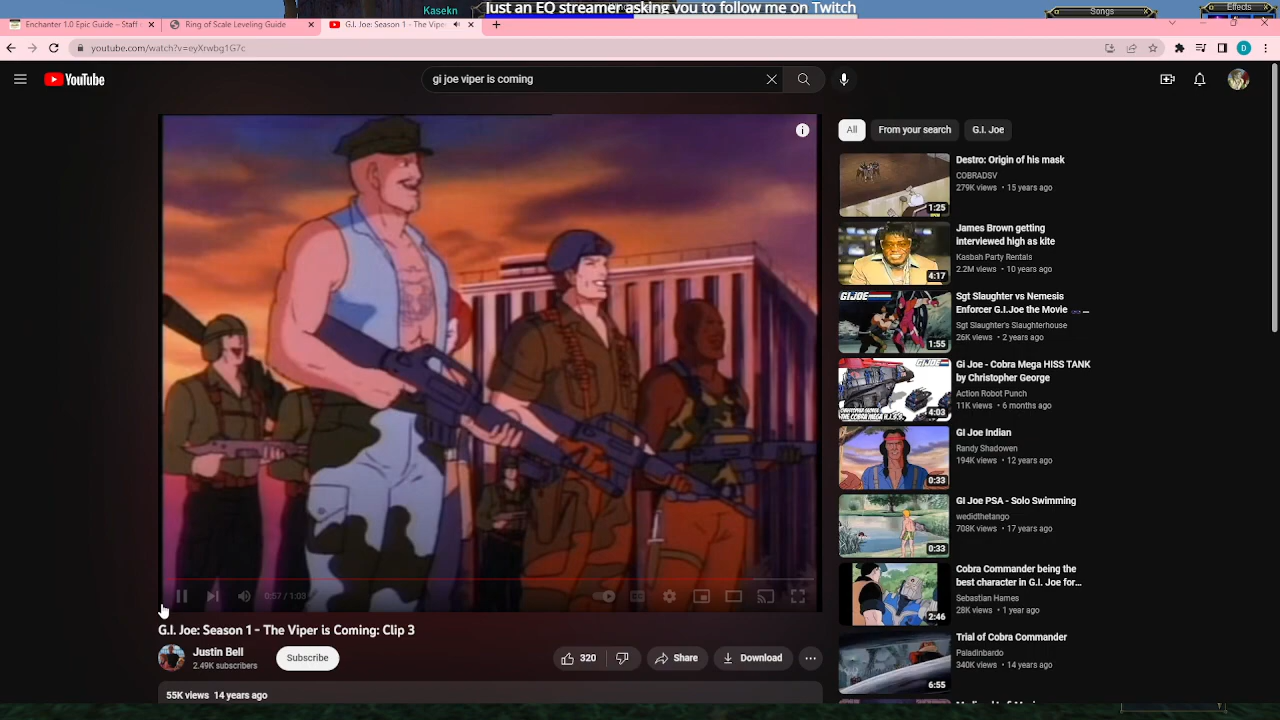 Kasekn
Just an EO streamer asking you to follow me on Twitch
Songs
Effects
Enchanter 1.0 Epic Guide – Staff
Ring of Scale Leveling Guide
G.I. Joe: Season 1 - The Viper
youtube.com/watch?v=eyXrwbg1G7c
D
YouTube
gi joe viper is coming
All
From your search
G.I. Joe
Destro: Origin of his mask
COBRADSV
279K views • 15 years ago
1:25
James Brown getting
interviewed high as kite
Kasbah Party Rentals
2.2M views • 10 years ago
4:17
Sgt Slaughter vs Nemesis
Enforcer G.I.Joe the Movie
Sgt Slaughter's Slaughterhouse
26K views • 2 years ago
GI JOE
1:55
Gi Joe - Cobra Mega HISS TANK
by Christopher George
Action Robot Punch
11K views • 6 months ago
4:03
GI Joe Indian
Randy Shadowen
194K views • 12 years ago
0:33
GI Joe PSA - Solo Swimming
wedidthetango
708K views • 17 years ago
0:33
Cobra Commander being the
best character in G.I. Joe for...
Sebastian Hames
28K views • 1 year ago
2:46
Trial of Cobra Commander
Paladinbardo
340K views • 14 years ago
6:55
0:57 / 1:03
G.I. Joe: Season 1 - The Viper is Coming: Clip 3
Justin Bell
2.49K subscribers
Subscribe
320
Share
Download
55K views 14 years ago